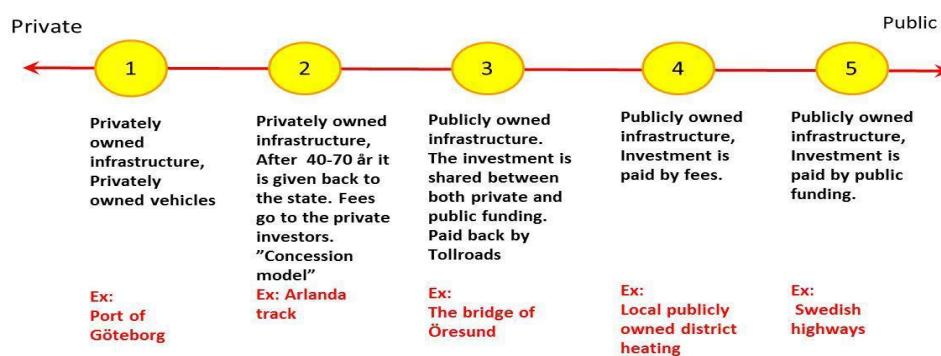 Private
Public
1
2
3
4
5
Privately
owned
infrastructure,
Privately
owned vehicles
Ex:
Port of
Göteborg
Privately owned
infrastructure,
After 40-70 år it
is given back to
the state. Fees
go to the private
investors.
”Concession
model”
Ex: Arlanda
track
Publicly owned
infrastructure.
The investment is
shared between
both private and
public funding.
Paid back by
Tollroads
Ex:
The bridge of
Öresund
Publicly owned
infrastructure,
Investment is
paid by fees.
Ex:
Local publicly
owned district
heating
Publicly owned
infrastructure,
Investment is
paid by public
funding.
Ex:
Swedish
highways